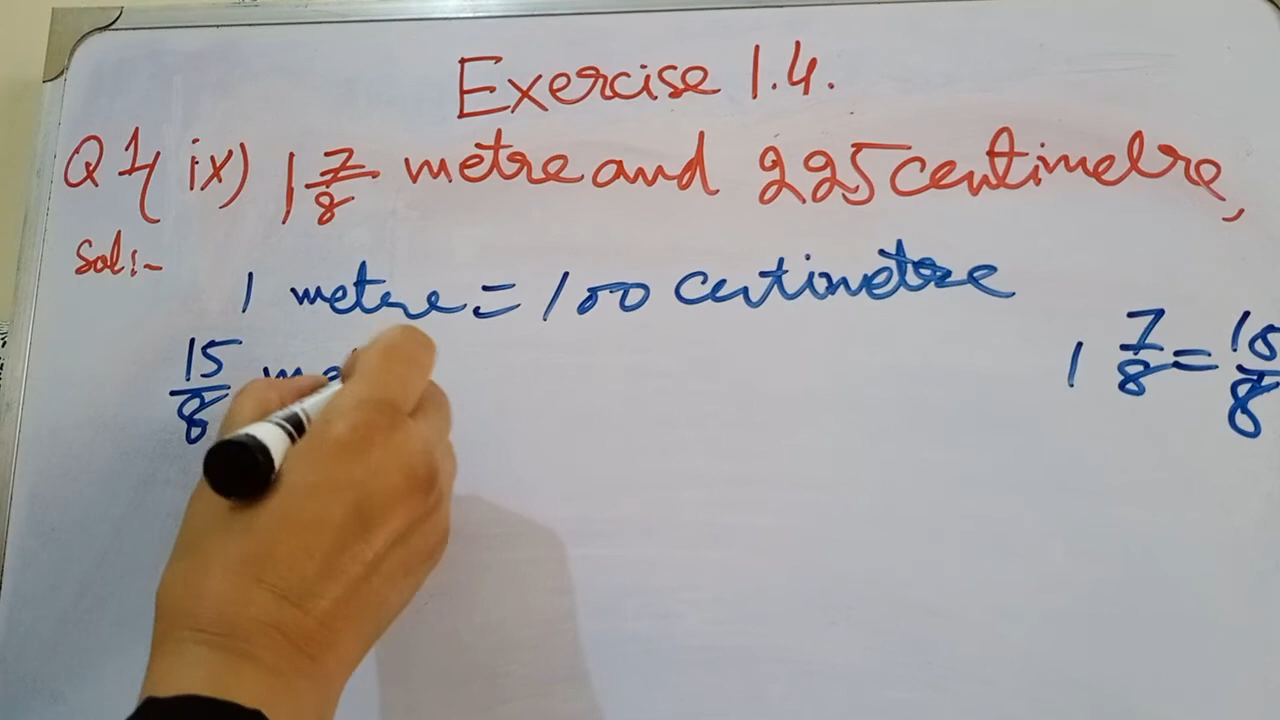 Exercise 1.4.
Q1( ix) 1 7/8 metre and 225 centimetre,
Sol:-
1 metre = 100 centimetre
15/8
1 7/8 = 15/8